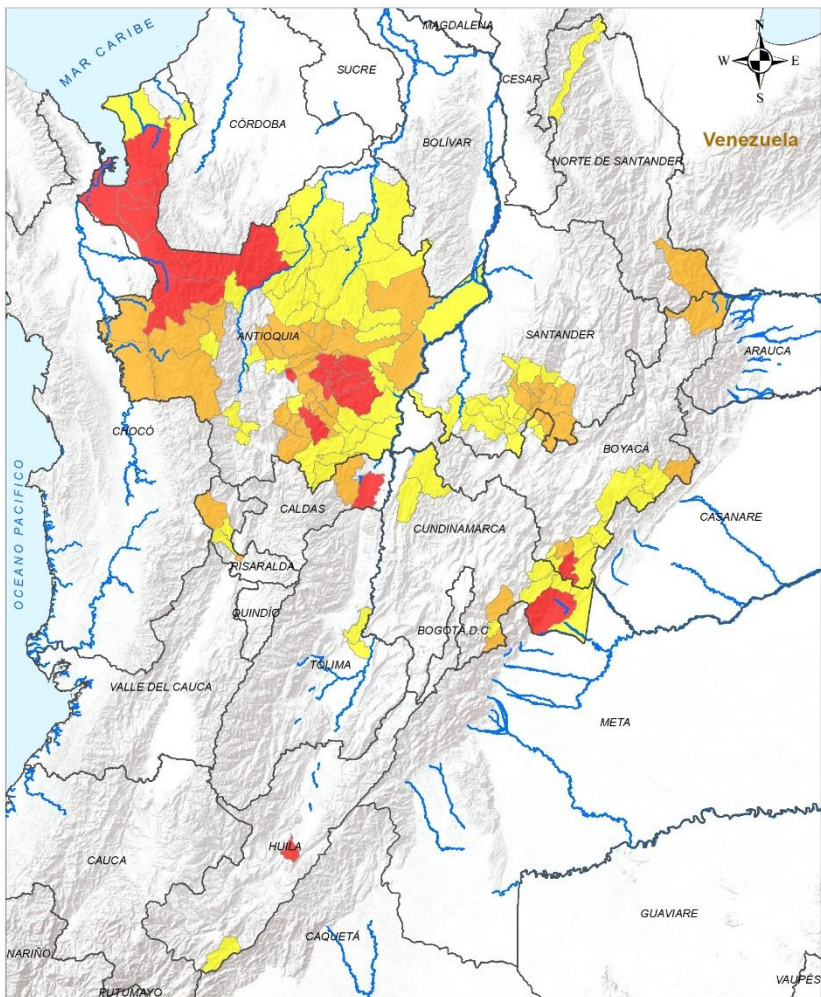 MAGDALENA
MAR CARIBE
N
W E
S
SUCRE
CESAR
CÓRDOBA
BOLÍVAR
Venezuela
NORTE DE SANTANDER
ANTIOQUIA
SANTANDER
ARAUCA
CHOCÓ
BOYACÁ
OCEANO PACIFICO
CALDAS
CUNDINAMARCA
CASANARE
RISARALDA
QUINDÍO
BOGOTÁ D.C
TOLIMA
VALLE DEL CAUCA
META
HUILA
CAUCA
GUAVIARE
CAQUETÁ
NARIÑO
PUTUMAYO
VAUPÉS